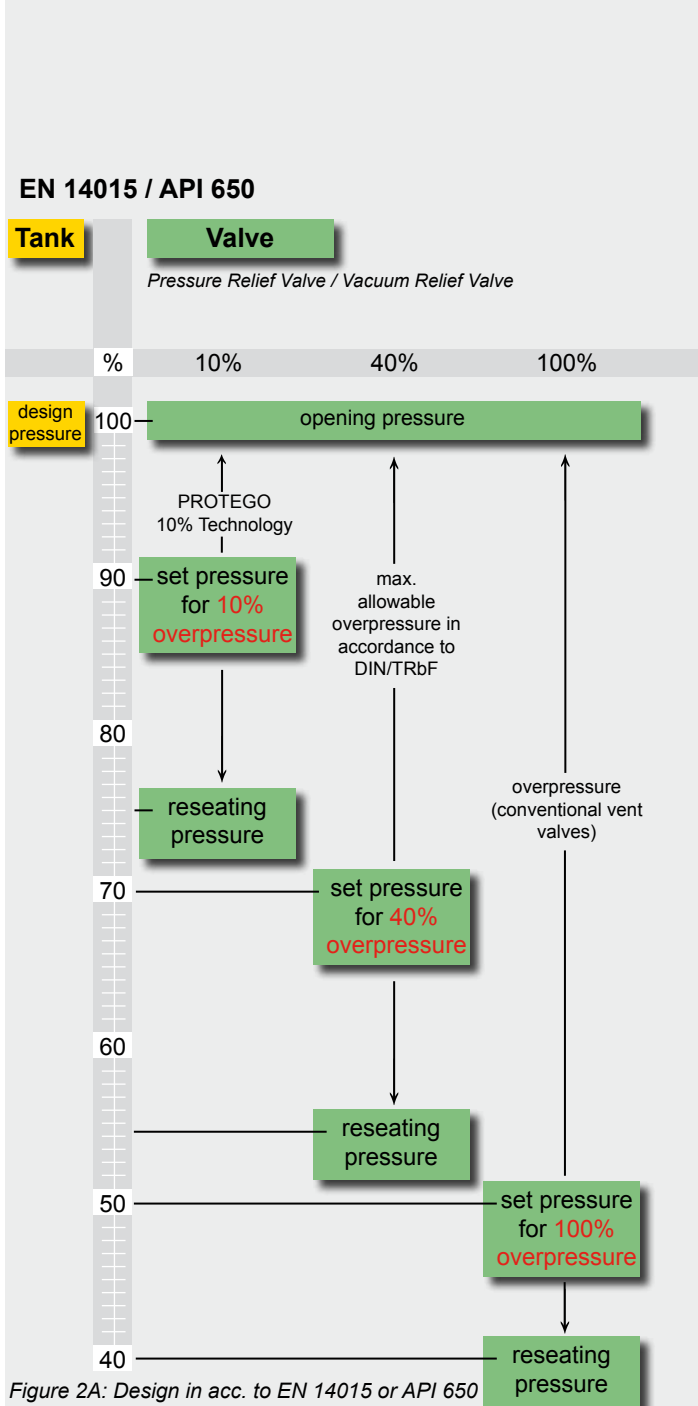 EN 14015 / API 650
Tank
Valve
Pressure Relief Valve / Vacuum Relief Valve
% 10% 40% 100%
design
pressure
100
opening pressure
PROTEGO
10% Technology
90
set pressure
for 10%
overpressure
max.
allowable
overpressure in
accordance to
DIN/TRbF
80
overpressure
(conventional vent
valves)
reseating
pressure
70
set pressure
for 40%
overpressure
60
reseating
pressure
50
set pressure
for 100%
overpressure
40
reseating
pressure
Figure 2A: Design in acc. to EN 14015 or API 650